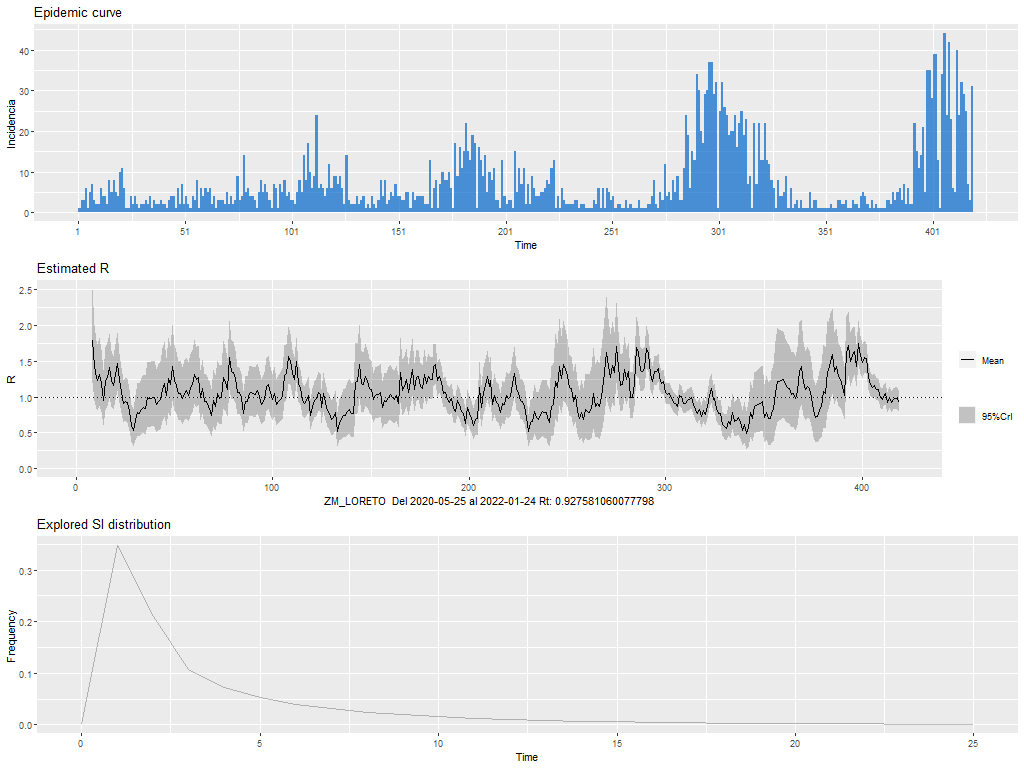 Epidemic curve
Incidencia
40
30
20
10
0
1 51 101 151 201 251 301 351 401
Time
Estimated R
R
2.5
2.0
1.5
1.0
0.5
0.0
Mean
95%CrI
0 100 200 300 400
ZM_LORETO Del 2020-05-25 al 2022-01-24 Rt: 0.927581060077798
Explored SI distribution
Frequency
0.3
0.2
0.1
0.0
0 5 10 15 20 25
Time